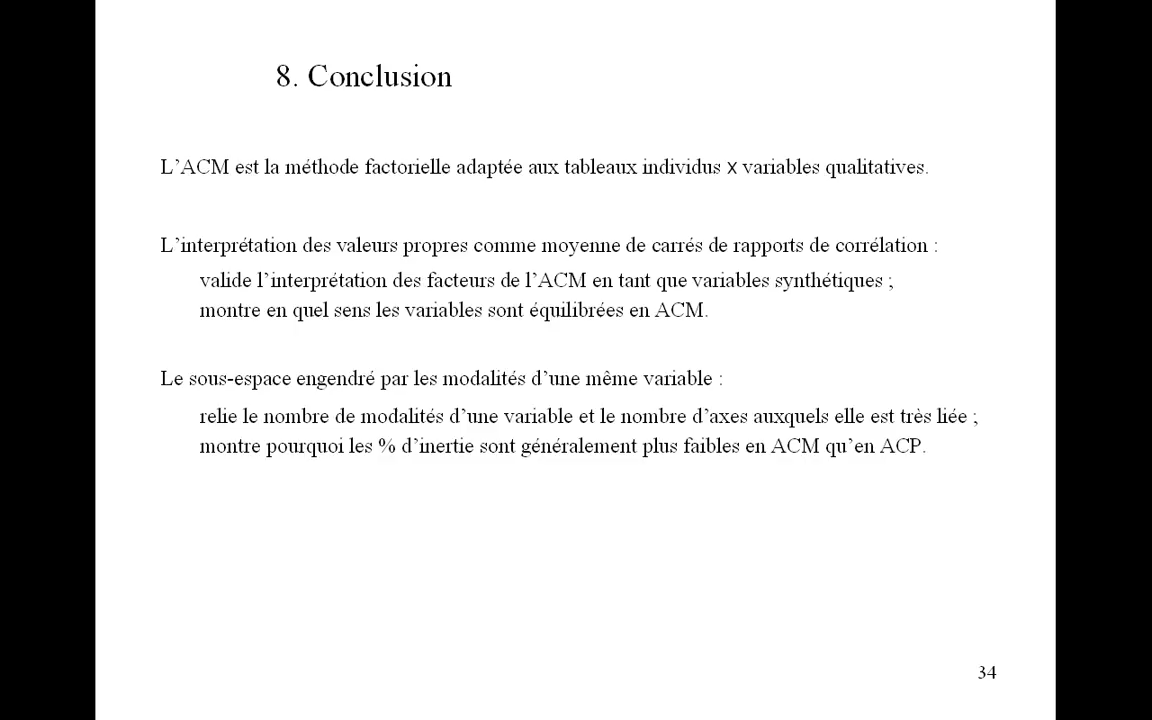 8. Conclusion
L’ACM est la méthode factorielle adaptée aux tableaux individus x variables qualitatives.
L’interprétation des valeurs propres comme moyenne de carrés de rapports de corrélation :
valide l’interprétation des facteurs de l’ACM en tant que variables synthétiques ;
montre en quel sens les variables sont équilibrées en ACM.
Le sous-espace engendré par les modalités d’une même variable :
relie le nombre de modalités d’une variable et le nombre d’axes auxquels elle est très liée ;
montre pourquoi les % d’inertie sont généralement plus faibles en ACM qu’en ACP.
34